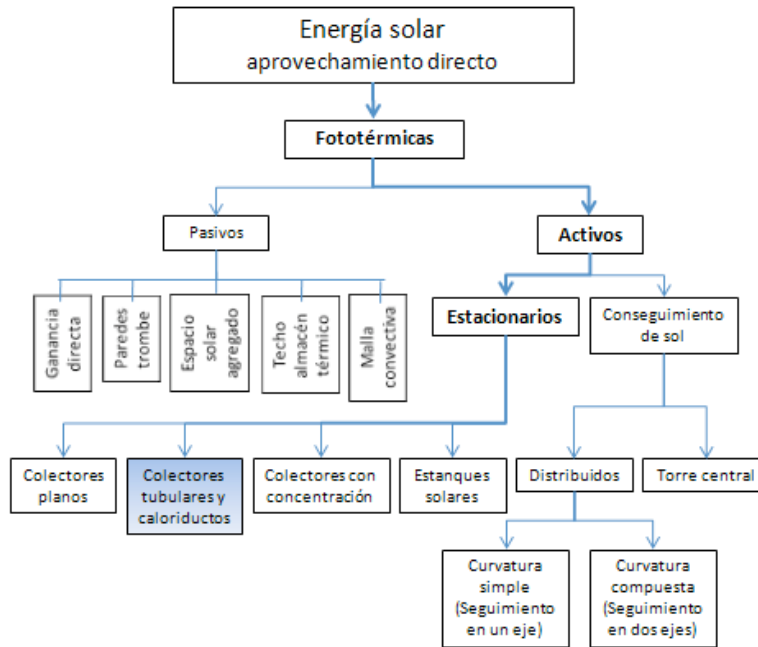 Energía solar
aprovechamiento directo
Fototérmicas
Pasivos
Activos
Ganancia
directa
Paredes
trombe
Espacio
solar
agregado
Techo
almacén
térmico
Malla
convectiva
Estacionarios
Conseguimiento
de sol
Colectores
planos
Colectores
tubulares y
caloriductos
Colectores con
concentración
Estanques
solares
Distribuidos
Torre central
Curvatura
simple
(Seguimiento
en un eje)
Curvatura
compuesta
(Seguimiento
en dos ejes)